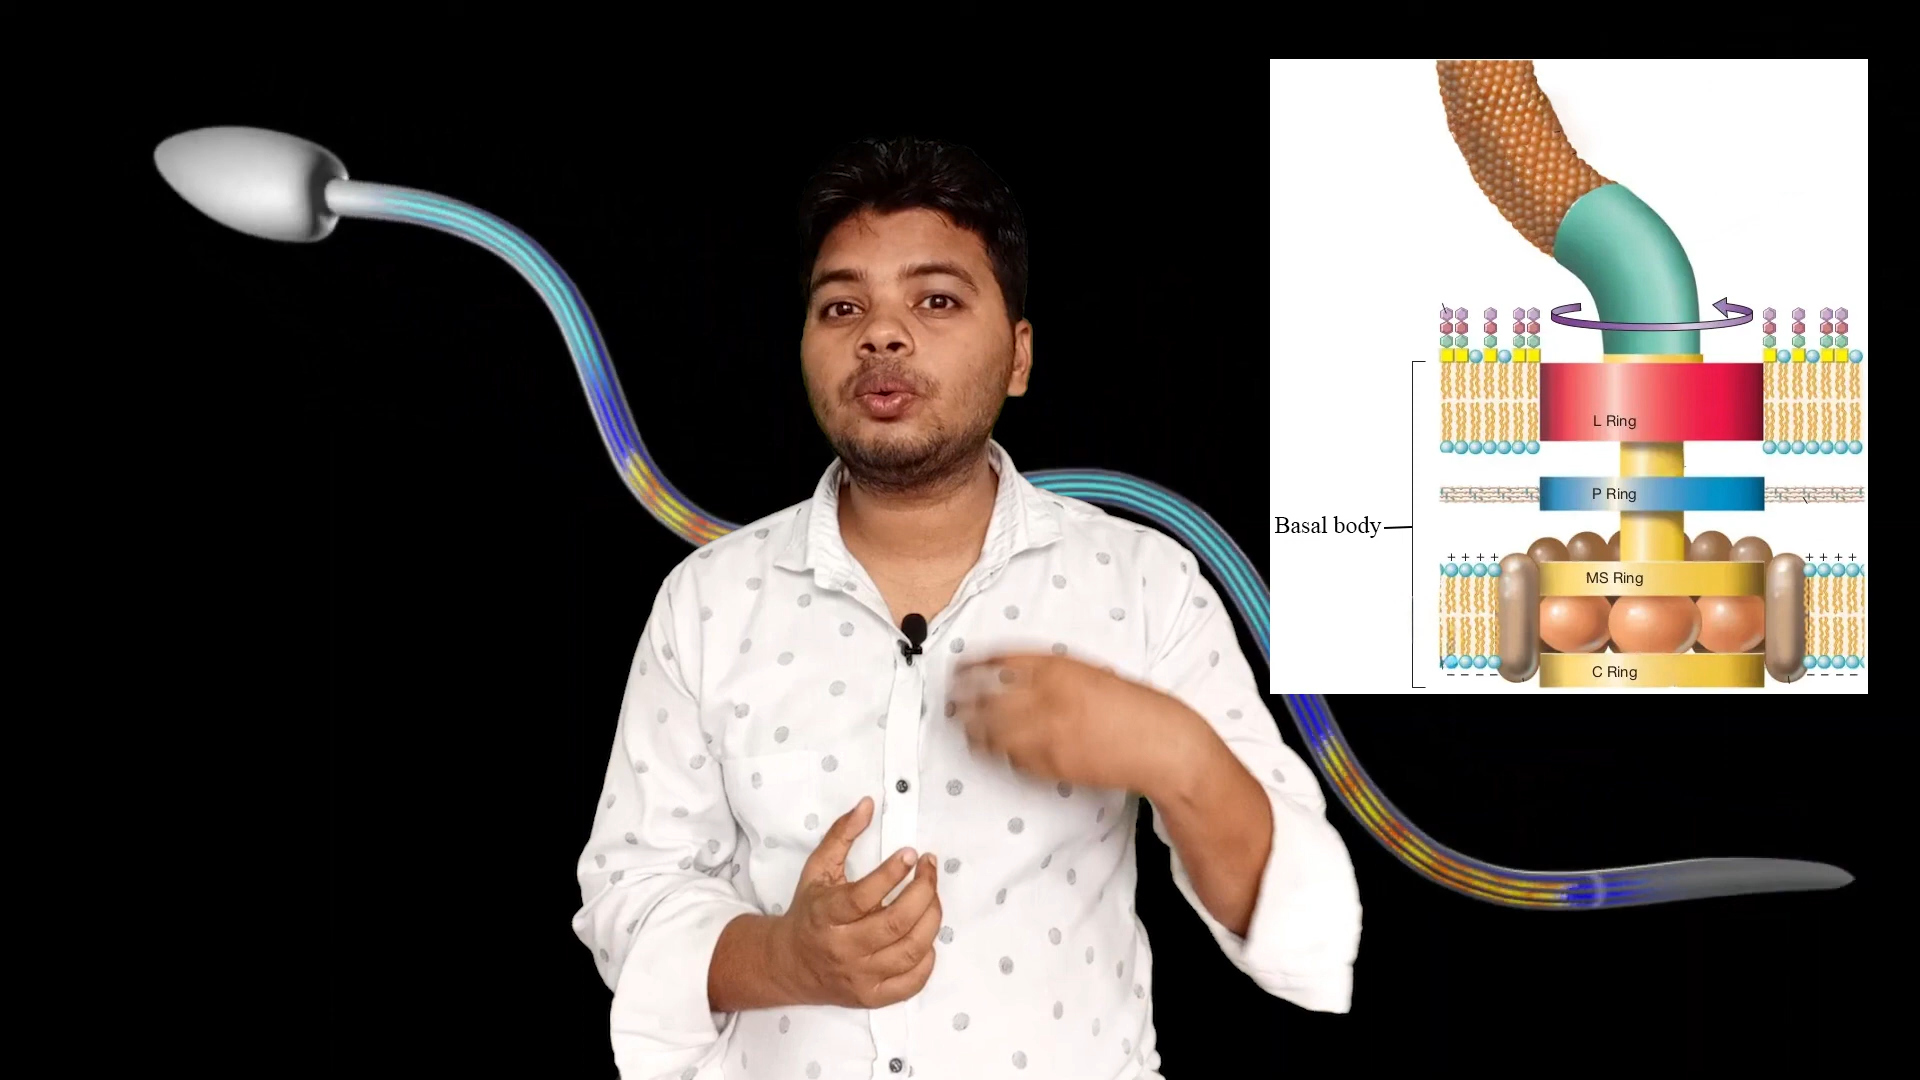 L Ring
P Ring
Basal body
++++ ++++
MS Ring
C Ring
---- ----